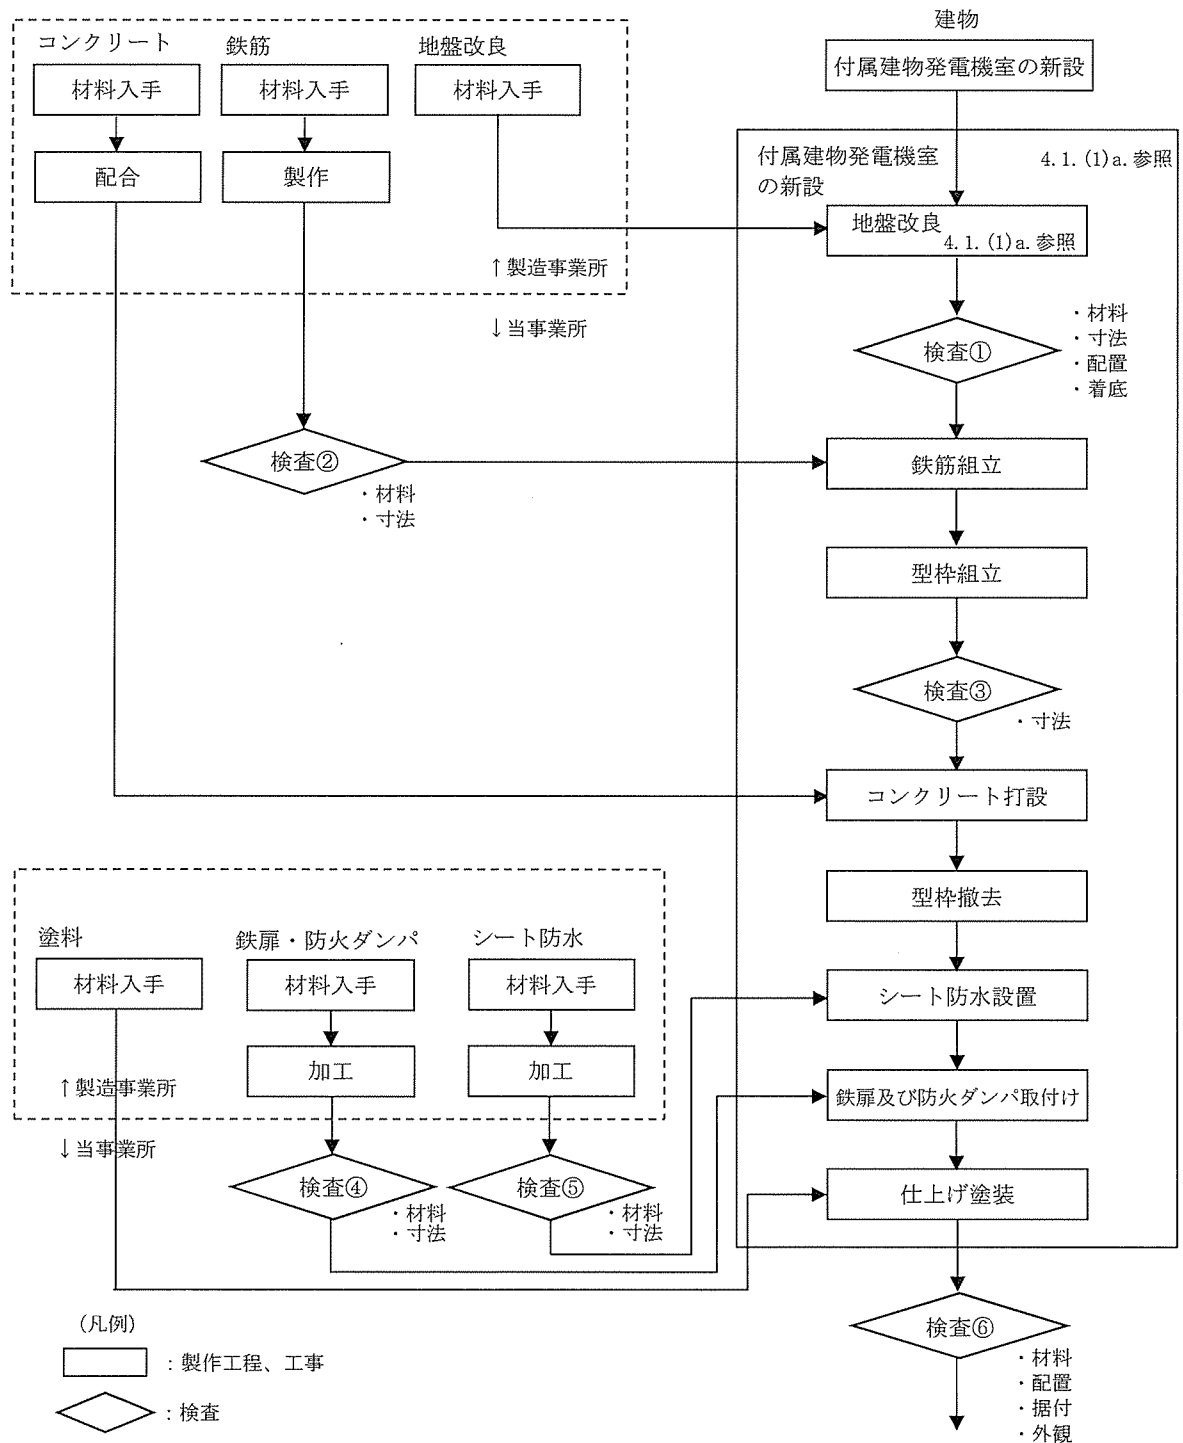 建物
付属建物発電機室の新設
コンクリート
鉄筋
地盤改良
材料入手
材料入手
材料入手
配合
製作
↑製造事業所
↓当事業所
付属建物発電機室
の新設
4.1.(1)a.参照
地盤改良
4.1.(1)a.参照
検査①
・材料
・寸法
・配置
・着底
検査②
・材料
・寸法
鉄筋組立
型枠組立
検査③
・寸法
コンクリート打設
型枠撤去
塗料
鉄扉・防火ダンパ
シート防水
材料入手
材料入手
材料入手
加工
加工
↑製造事業所
↓当事業所
シート防水設置
鉄扉及び防火ダンパ取付け
検査④
・材料
・寸法
検査⑤
・材料
・寸法
仕上げ塗装
検査⑥
・材料
・配置
・据付
・外観
(凡例)
：製作工程、工事
：検査